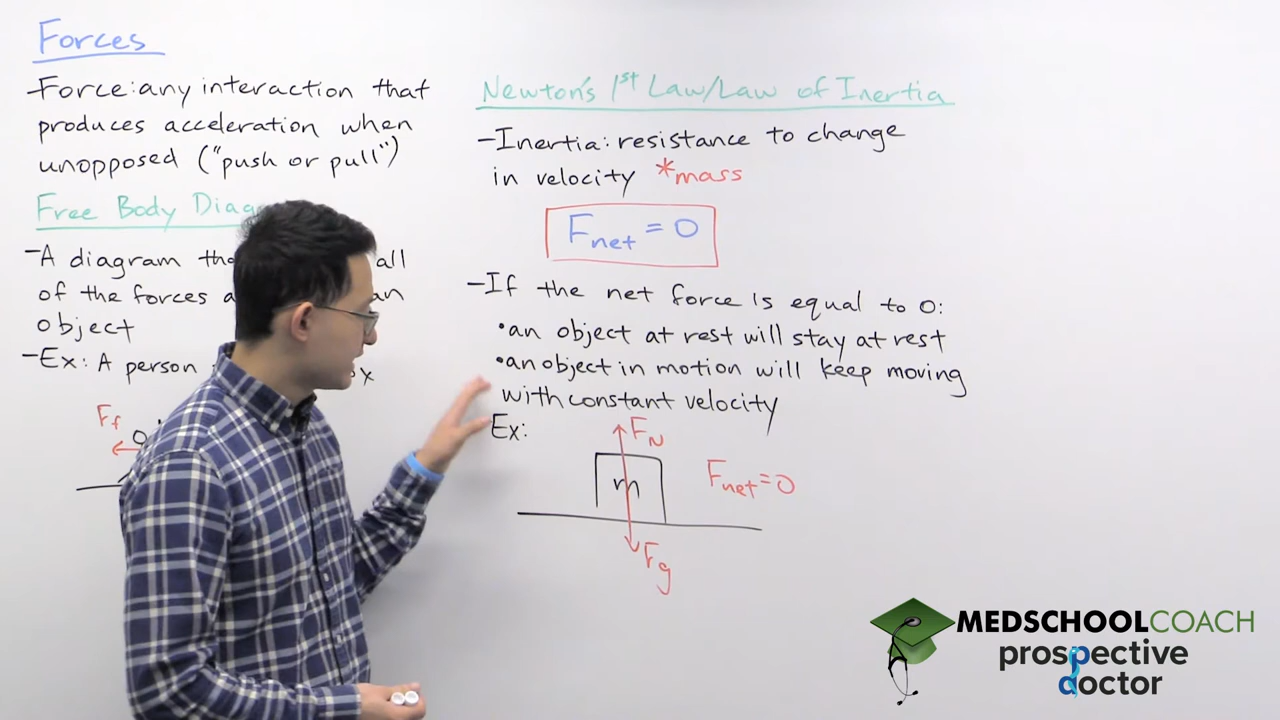 Forces
-Force: any interaction that
produces acceleration when
unopposed ("push or pull")
Free Body Diag
-A diagram tha all
of the forces a an
object
-Ex: A person
Ff
Newton's 1st Law/Law of Inertia
-Inertia: resistance to change
in velocity *mass
Fnet = 0
-If the net force is equal to 0:
•an object at rest will stay at rest
•an object in motion will keep moving
with constant velocity
Ex:
FN
m
Fnet=0
Fg
MEDSCHOOLCOACH
prospective
doctor